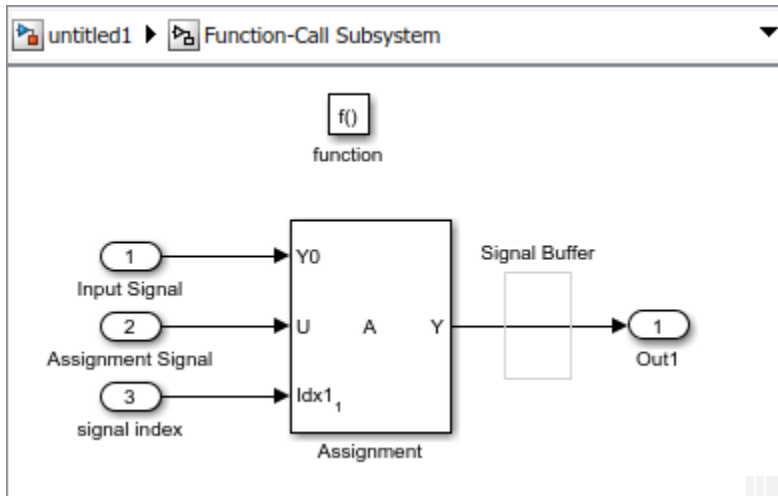 untitled1 Function-Call Subsystem
f()
function
1
Input Signal
2
Assignment Signal
3
signal index
Y0
U A Y
Idx1 1
Assignment
Signal Buffer
1
Out1